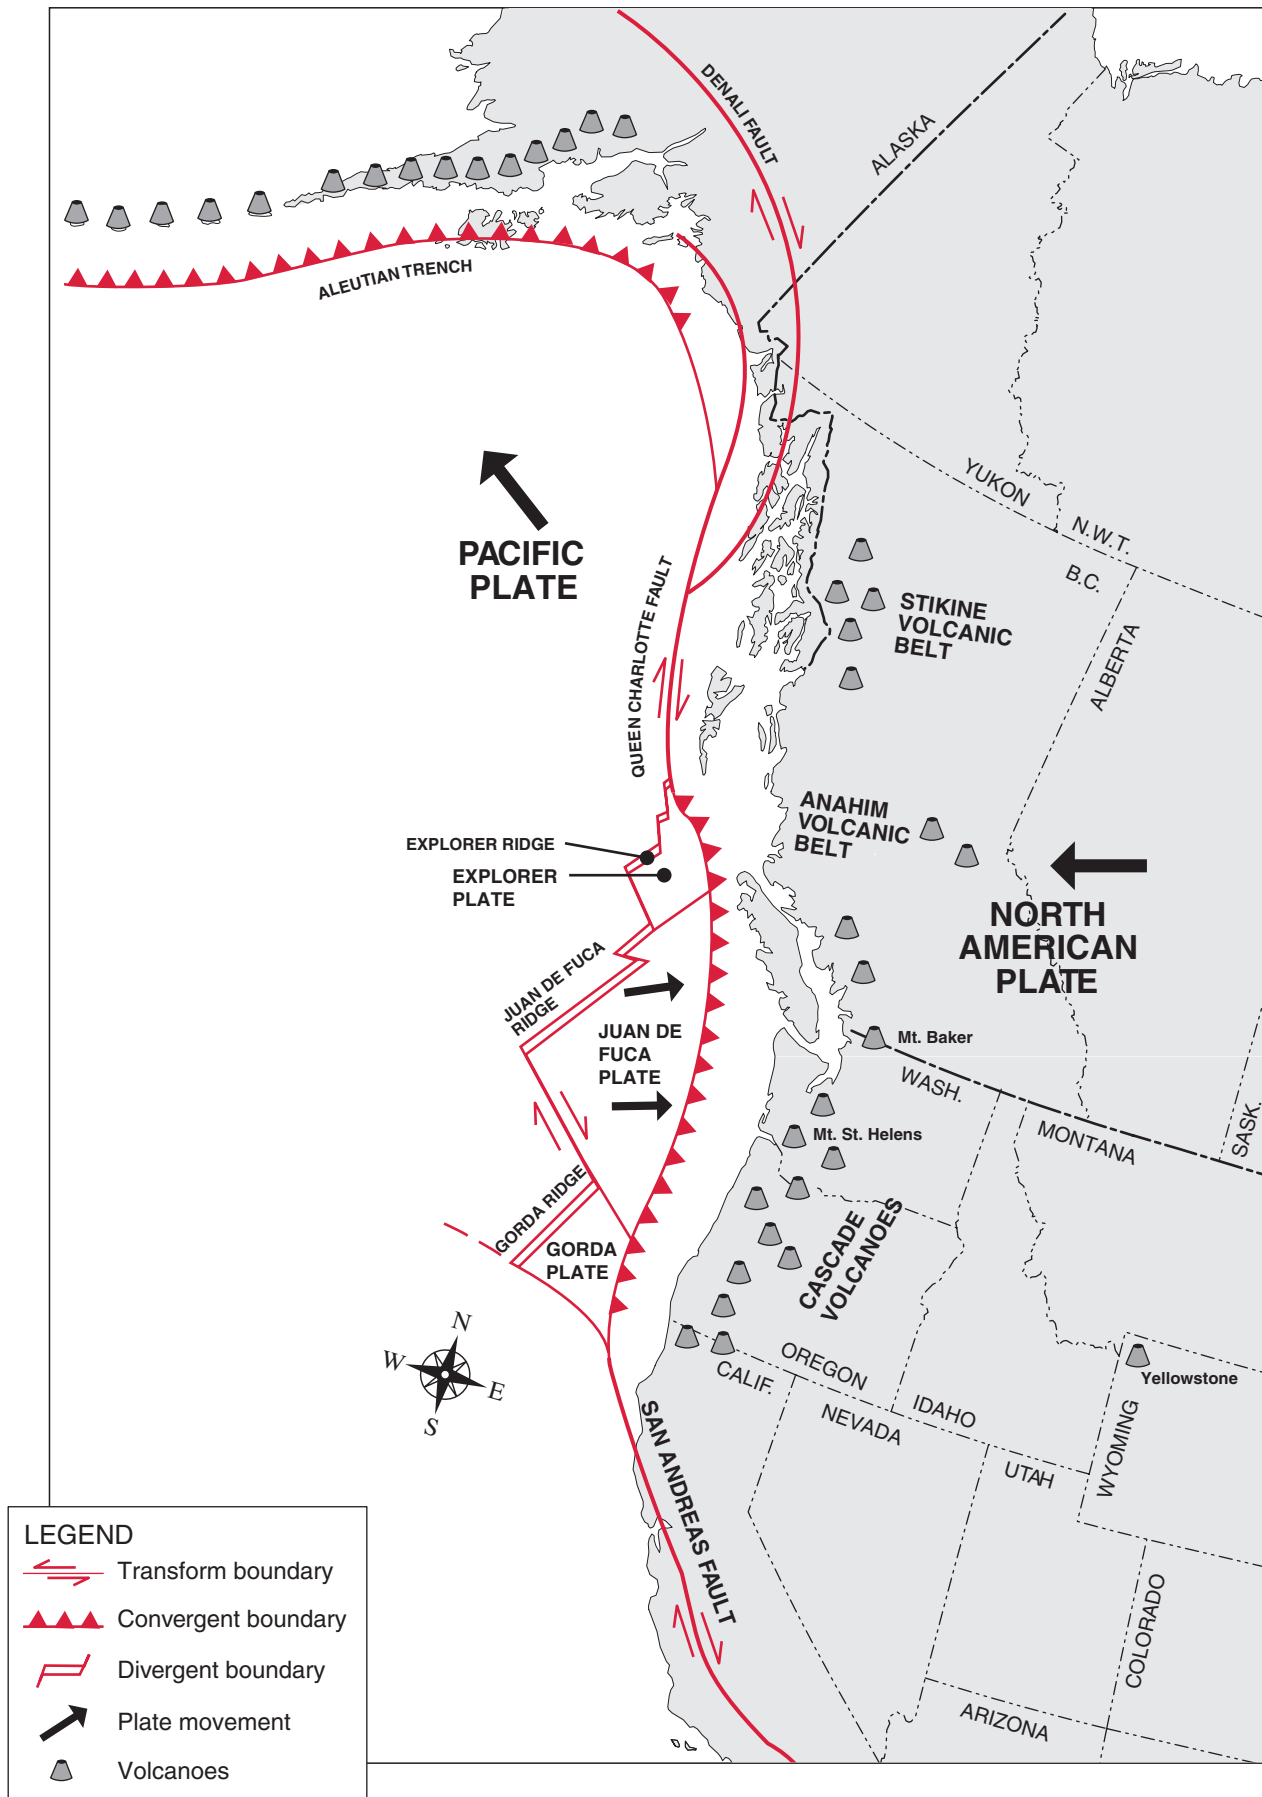 DENALI FAULT
ALASKA
ALEUTIAN TRENCH
PACIFIC
PLATE
YUKON
N.W.T.
B.C.
ALBERTA
STIKINE
VOLCANIC
BELT
QUEEN CHARLOTTE FAULT
ANAHIM
VOLCANIC
BELT
EXPLORER RIDGE
EXPLORER
PLATE
NORTH
AMERICAN
PLATE
JUAN DE FUCA
RIDGE
JUAN DE
FUCA
PLATE
Mt. Baker
WASH.
MONTANA
SASK.
Mt. St. Helens
GORDA RIDGE
GORDA
PLATE
CASCADE
VOLCANOES
N
W
E
S
OREGON
CALIF.
NEVADA
IDAHO
UTAH
WYOMING
Yellowstone
SAN ANDREAS FAULT
COLORADO
ARIZONA
LEGEND
Transform boundary
Convergent boundary
Divergent boundary
Plate movement
Volcanoes